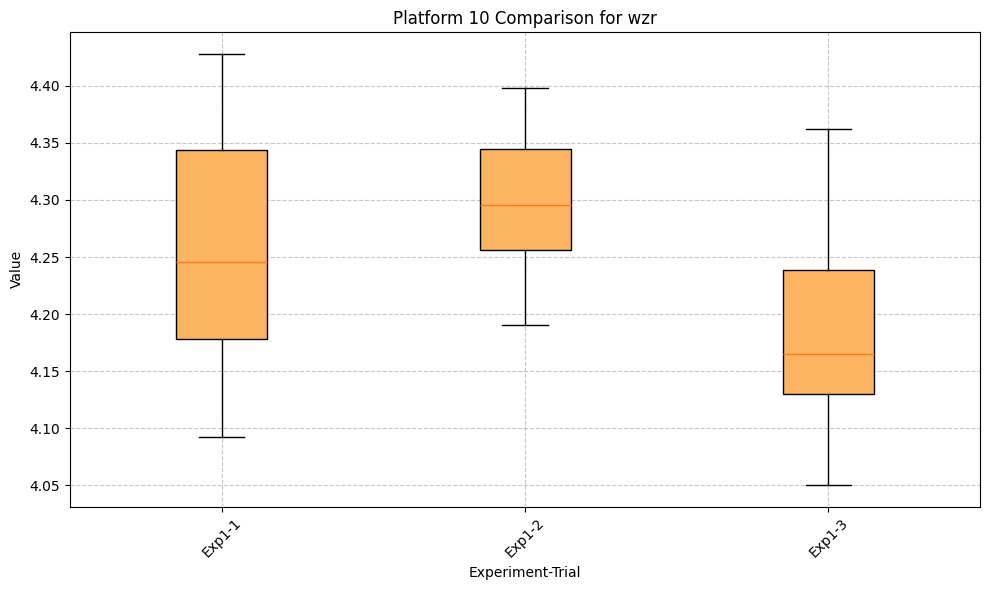 Platform 10 Comparison for wzr
Value
4.40
4.35
4.30
4.25
4.20
4.15
4.10
4.05
Exp1-1
Exp1-2
Exp1-3
Experiment-Trial